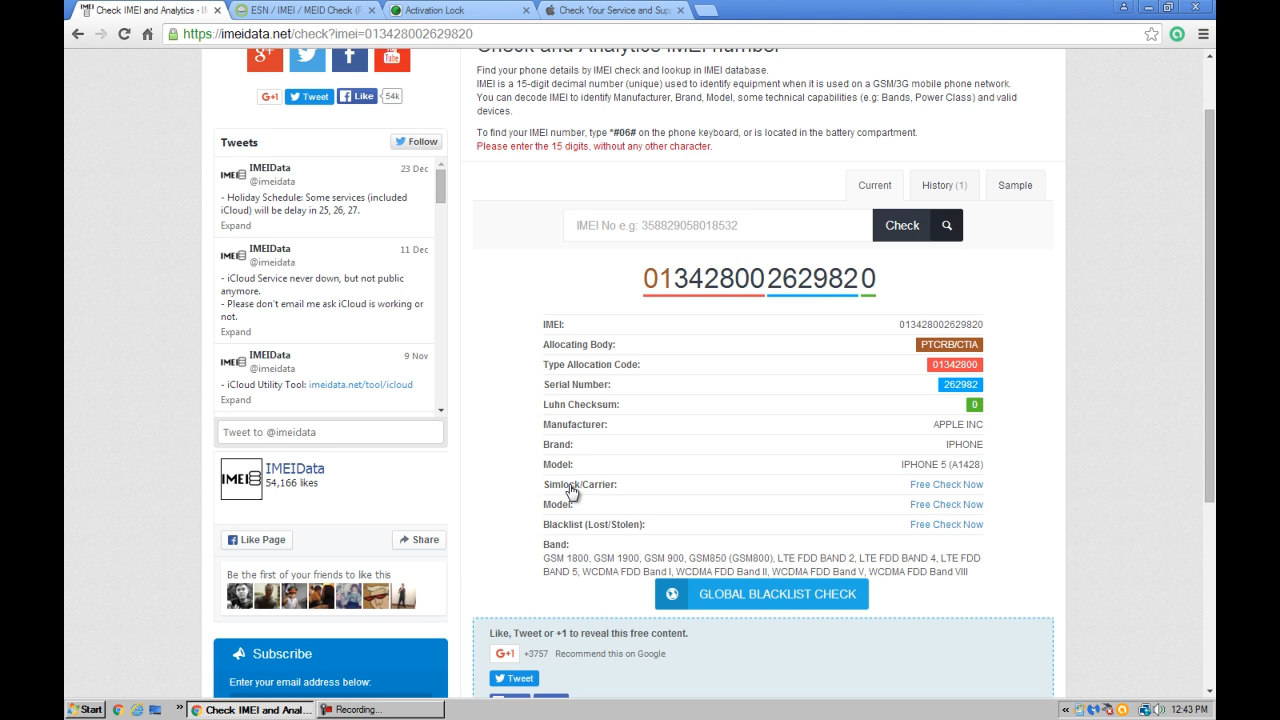 Check IMEI and Analytics - I
ESN / IMEI / MEID Check (F
Activation Lock
Check Your Service and Sup
https://imeidata.net/check?imei=013428002629820
Check and Analytics IMEI number
Find your phone details by IMEI check and lookup in IMEI database.
IMEI is a 15-digit decimal number (unique) used to identify equipment when it is used on a GSM/3G mobile phone network.
You can decode IMEI to identify Manufacturer, Brand, Model, some technical capabilities (e.g: Bands, Power Class) and valid
devices.
To find your IMEI number, type *#06# on the phone keyboard, or is located in the battery compartment.
Please enter the 15 digits, without any other character.
g+
f
You Tube
G+1
Tweet
Like
54k
Tweets
Follow
IMEI
IMEIData
23 Dec
@imeidata
- Holiday Schedule: Some services (included
iCloud) will be delay in 25, 26, 27.
Expand
IMEI
IMEIData
11 Dec
@imeidata
- iCloud Service never down, but not public
anymore.
- Please don't email me ask iCloud is working or
not.
Expand
IMEI
IMEIData
9 Nov
@imeidata
- iCloud Utility Tool: imeidata.net/tool/icloud
Expand
Tweet to @imeidata
IMEI
IMEIData
54,166 likes
Like Page
Share
Be the first of your friends to like this
Subscribe
Enter your email address below:
Current
History (1)
Sample
IMEI No e.g: 358829058018532
Check
013428002629820
IMEI: 013428002629820
Allocating Body: PTCRB/CTIA
Type Allocation Code: 01342800
Serial Number: 262982
Luhn Checksum: 0
Manufacturer: APPLE INC
Brand: IPHONE
Model: IPHONE 5 (A1428)
Simlock/Carrier: Free Check Now
Model: Free Check Now
Blacklist (Lost/Stolen): Free Check Now
Band:
GSM 1800, GSM 1900, GSM 900, GSM850 (GSM800), LTE FDD BAND 2, LTE FDD BAND 4, LTE FDD
BAND 5, WCDMA FDD Band I, WCDMA FDD Band II, WCDMA FDD Band V, WCDMA FDD Band VIII
GLOBAL BLACKLIST CHECK
Like, Tweet or +1 to reveal this free content.
G+1 +3757 Recommend this on Google
Tweet
Start
Check IMEI and Anal...
Recording...
12:43 PM